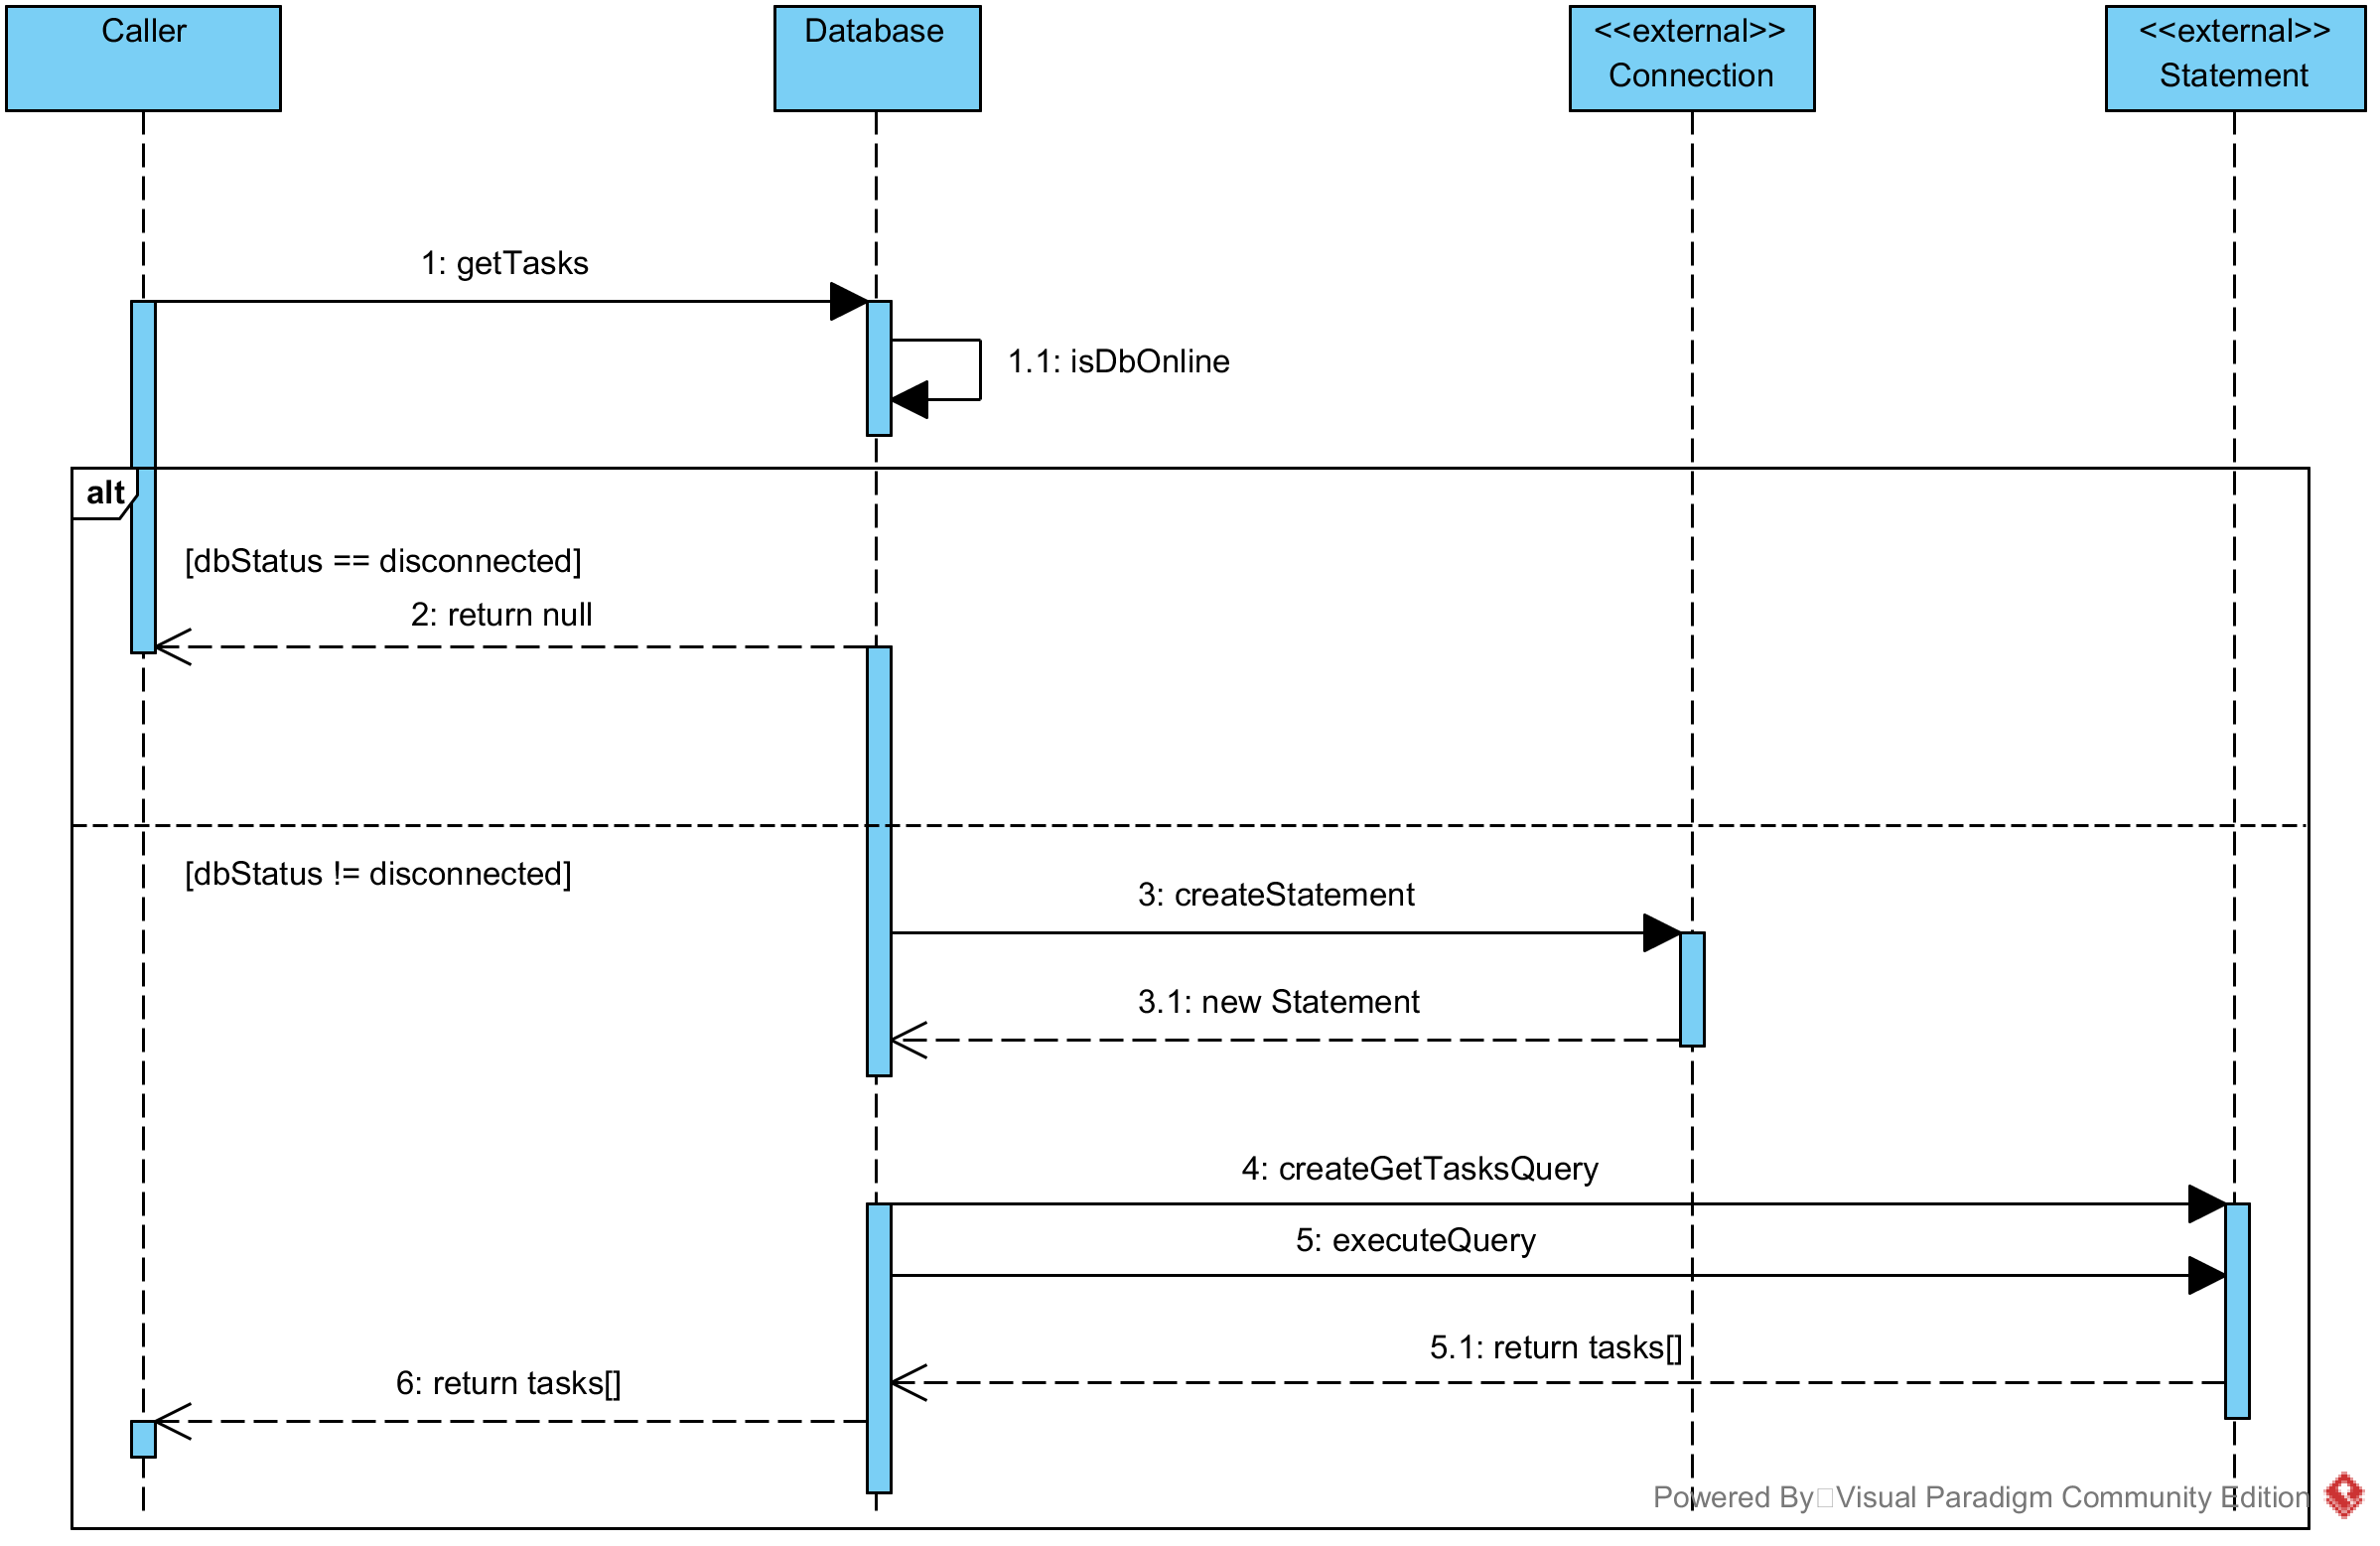 Caller
Database
<<external>>
Connection
<<external>>
Statement
1: getTasks
1.1: isDbOnline
alt
[dbStatus == disconnected]
2: return null
[dbStatus != disconnected]
3: createStatement
3.1: new Statement
4: createGetTasksQuery
5: executeQuery
5.1: return tasks[]
6: return tasks[]
Powered By Visual Paradigm Community Edition